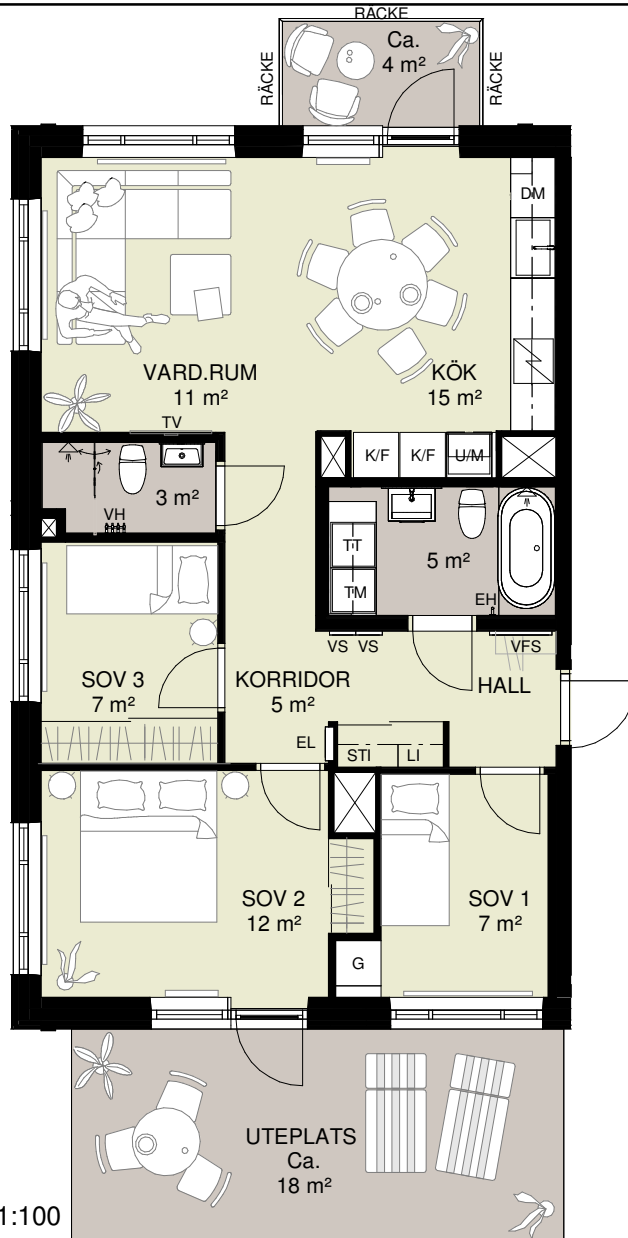 RÄCKE
RÄCKE
RÄCKE
Ca.
4 m²
DM
VARD.RUM
11 m²
KÖK
15 m²
TV
K/F
K/F
U/M
3 m²
VH
TT
TM
5 m²
EH
VS
VS
VFS
SOV 3
7 m²
KORRIDOR
5 m²
HALL
EL
STI
LI
SOV 2
12 m²
SOV 1
7 m²
G
UTEPLATS
Ca.
18 m²
1:100